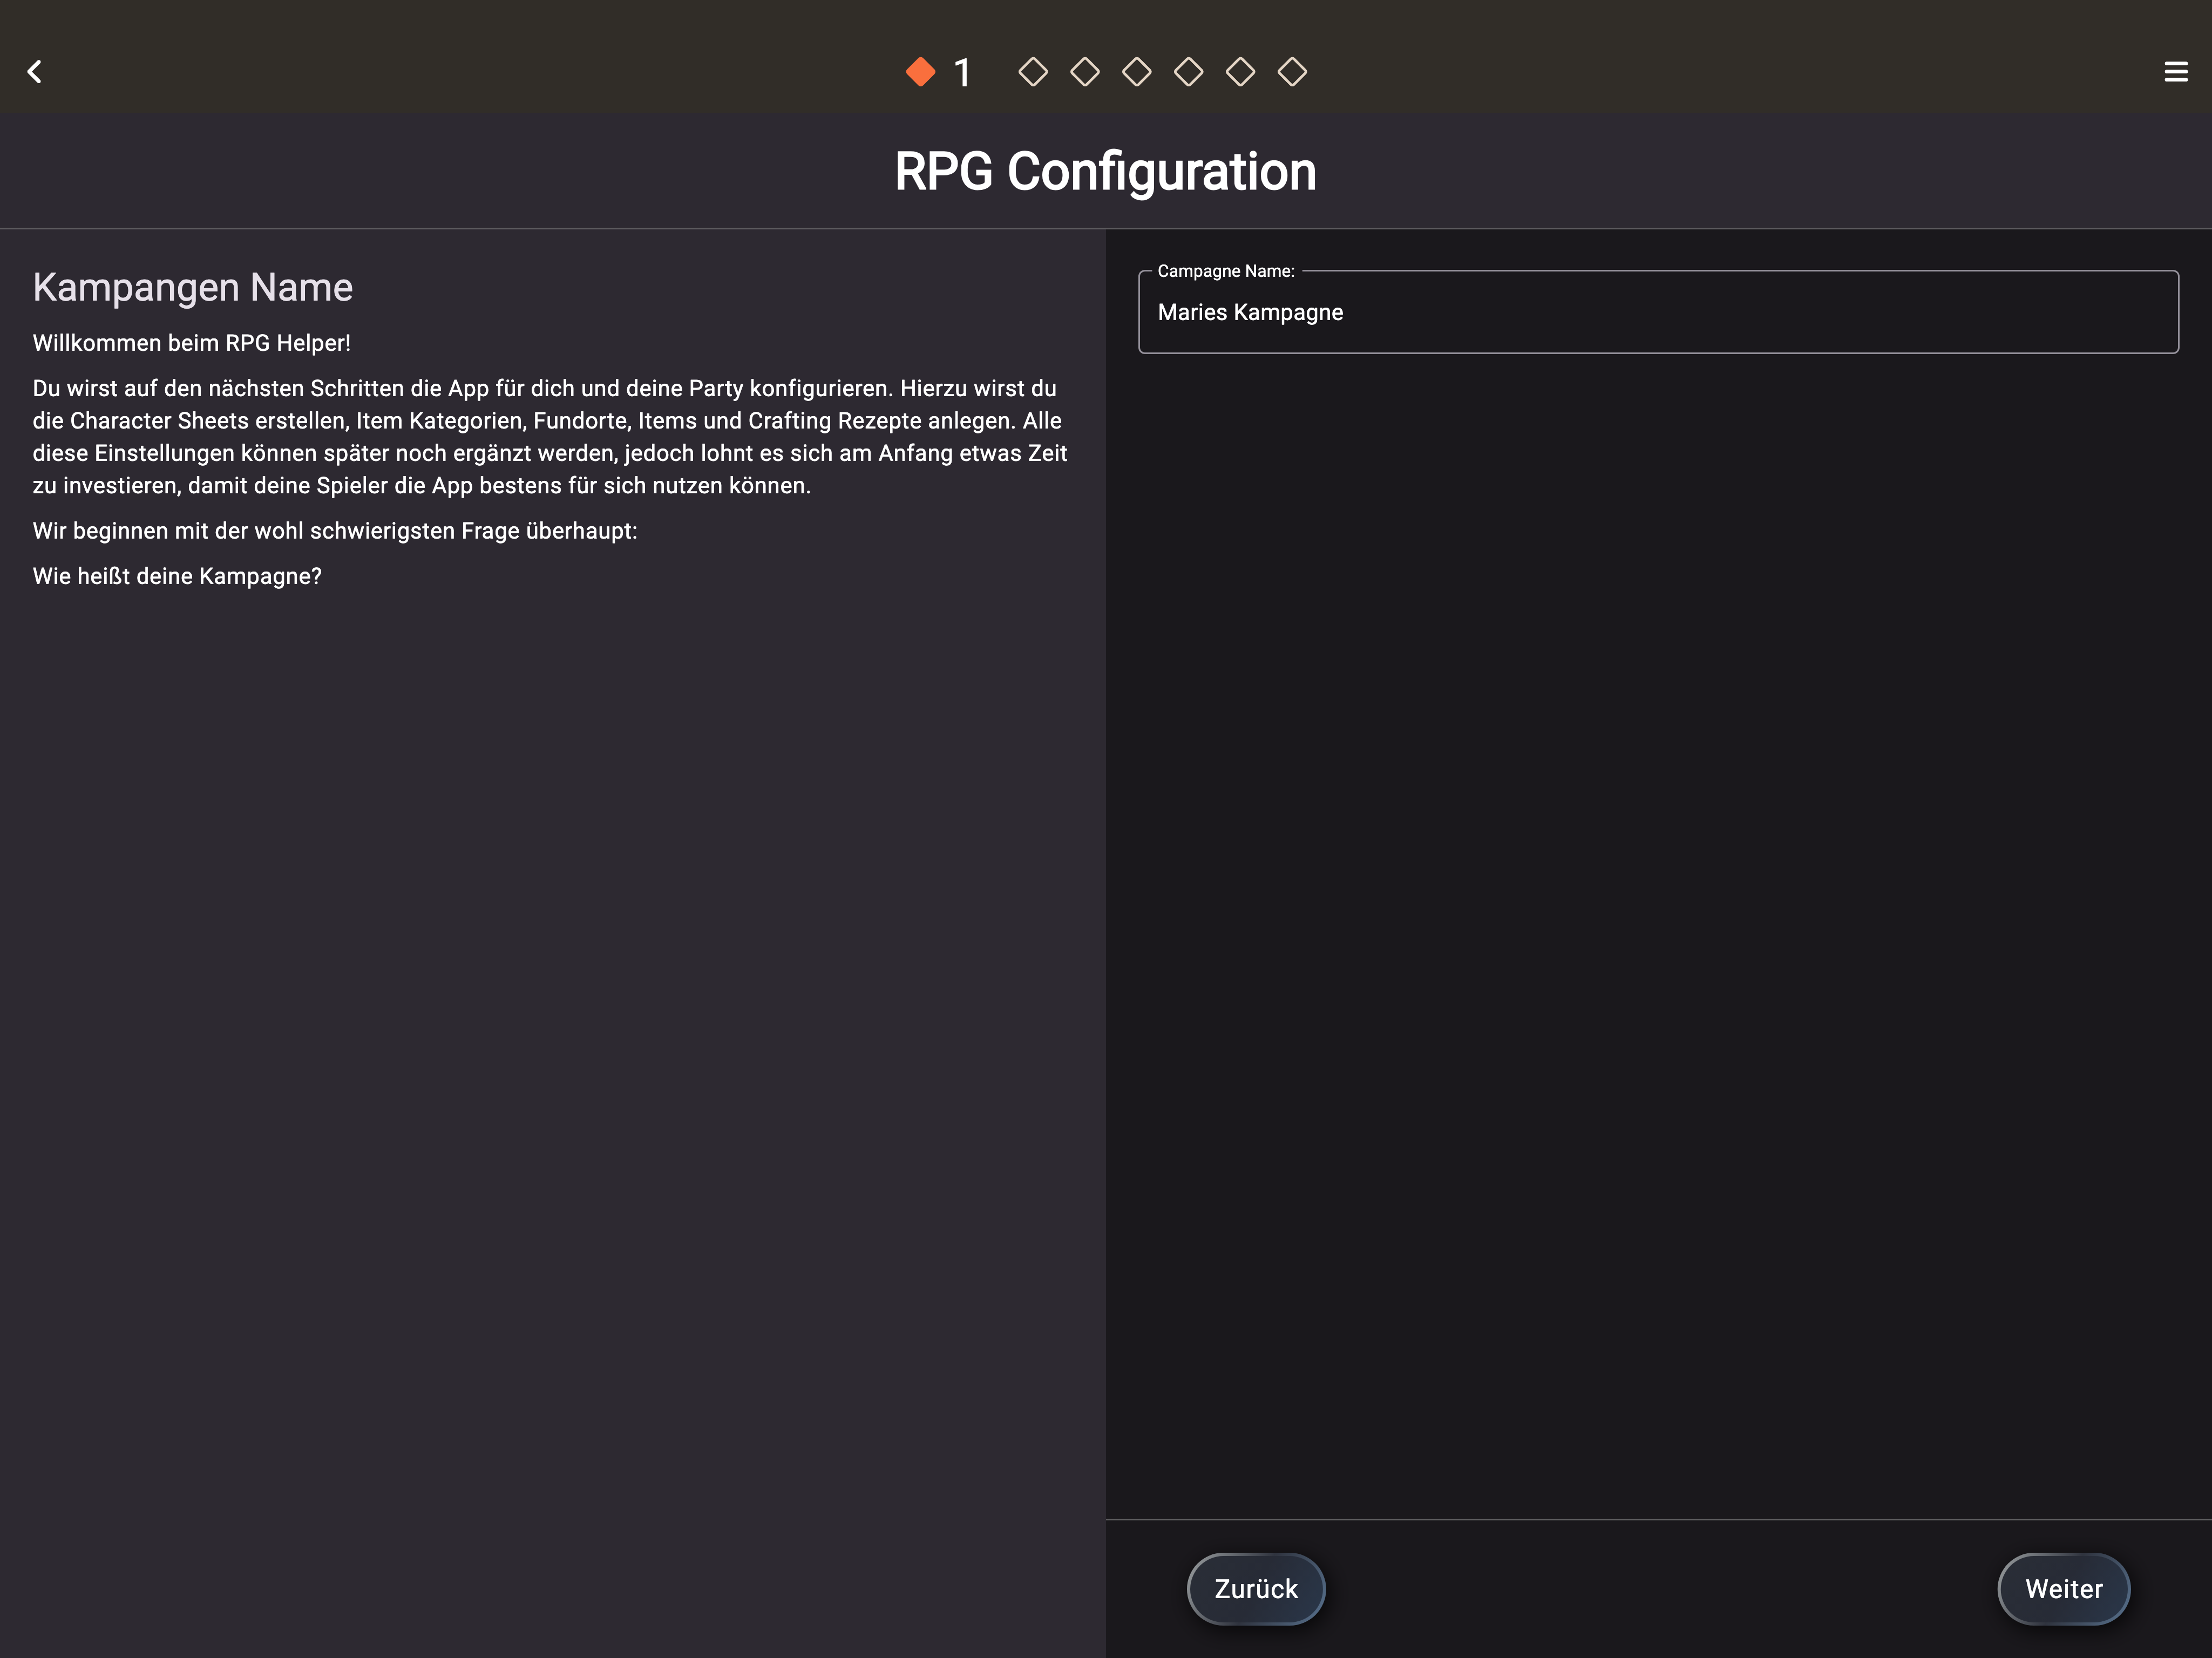 1
RPG Configuration
Kampangen Name
Willkommen beim RPG Helper!
Du wirst auf den nächsten Schritten die App für dich und deine Party konfigurieren. Hierzu wirst du
die Character Sheets erstellen, Item Kategorien, Fundorte, Items und Crafting Rezepte anlegen. Alle
diese Einstellungen können später noch ergänzt werden, jedoch lohnt es sich am Anfang etwas Zeit
zu investieren, damit deine Spieler die App bestens für sich nutzen können.
Wir beginnen mit der wohl schwierigsten Frage überhaupt:
Wie heißt deine Kampagne?
Campagne Name:
Maries Kampagne
Zurück
Weiter